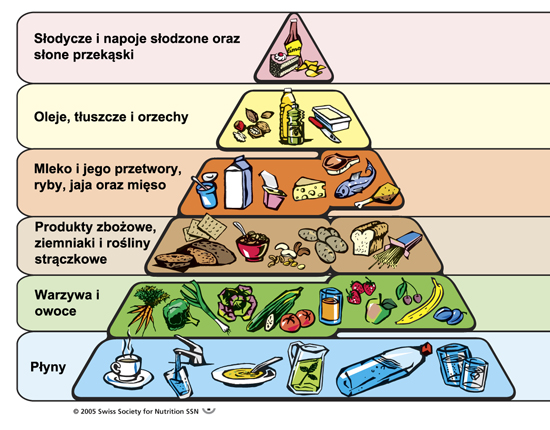 Słodycze i napoje słodzone oraz
słone przekąski
Oleje, tłuszcze i orzechy
Mleko i jego przetwory,
ryby, jaja oraz mięso
Produkty zbożowe,
ziemniaki i rośliny
strączkowe
Warzywa i
owoce
Płyny
© 2005 Swiss Society for Nutrition SSN